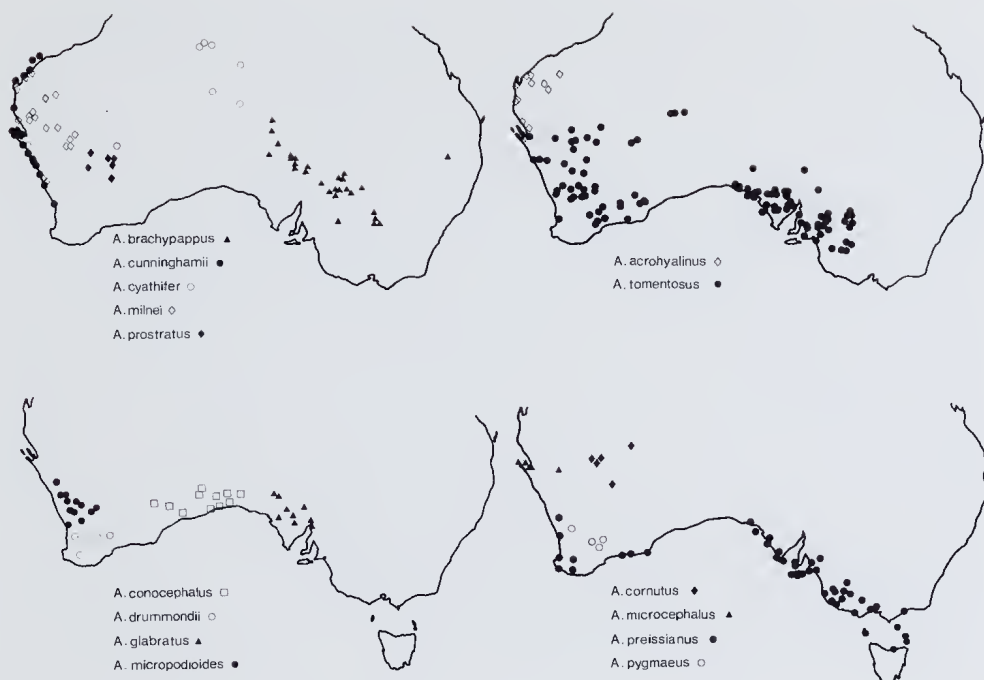 A. brachypappus ▲
A. cunninghamii ●
A. cyathifer ○
A. milnei ◇
A. prostratus ♦
A. acrohyalinus ◇
A. tomentosus ●
A. conocephalus □
A. drummondii ○
A. glabratus ▲
A. micropodioides ●
A. cornutus ♦
A. microcephalus ▲
A. preissianus ●
A. pygmaeus ○